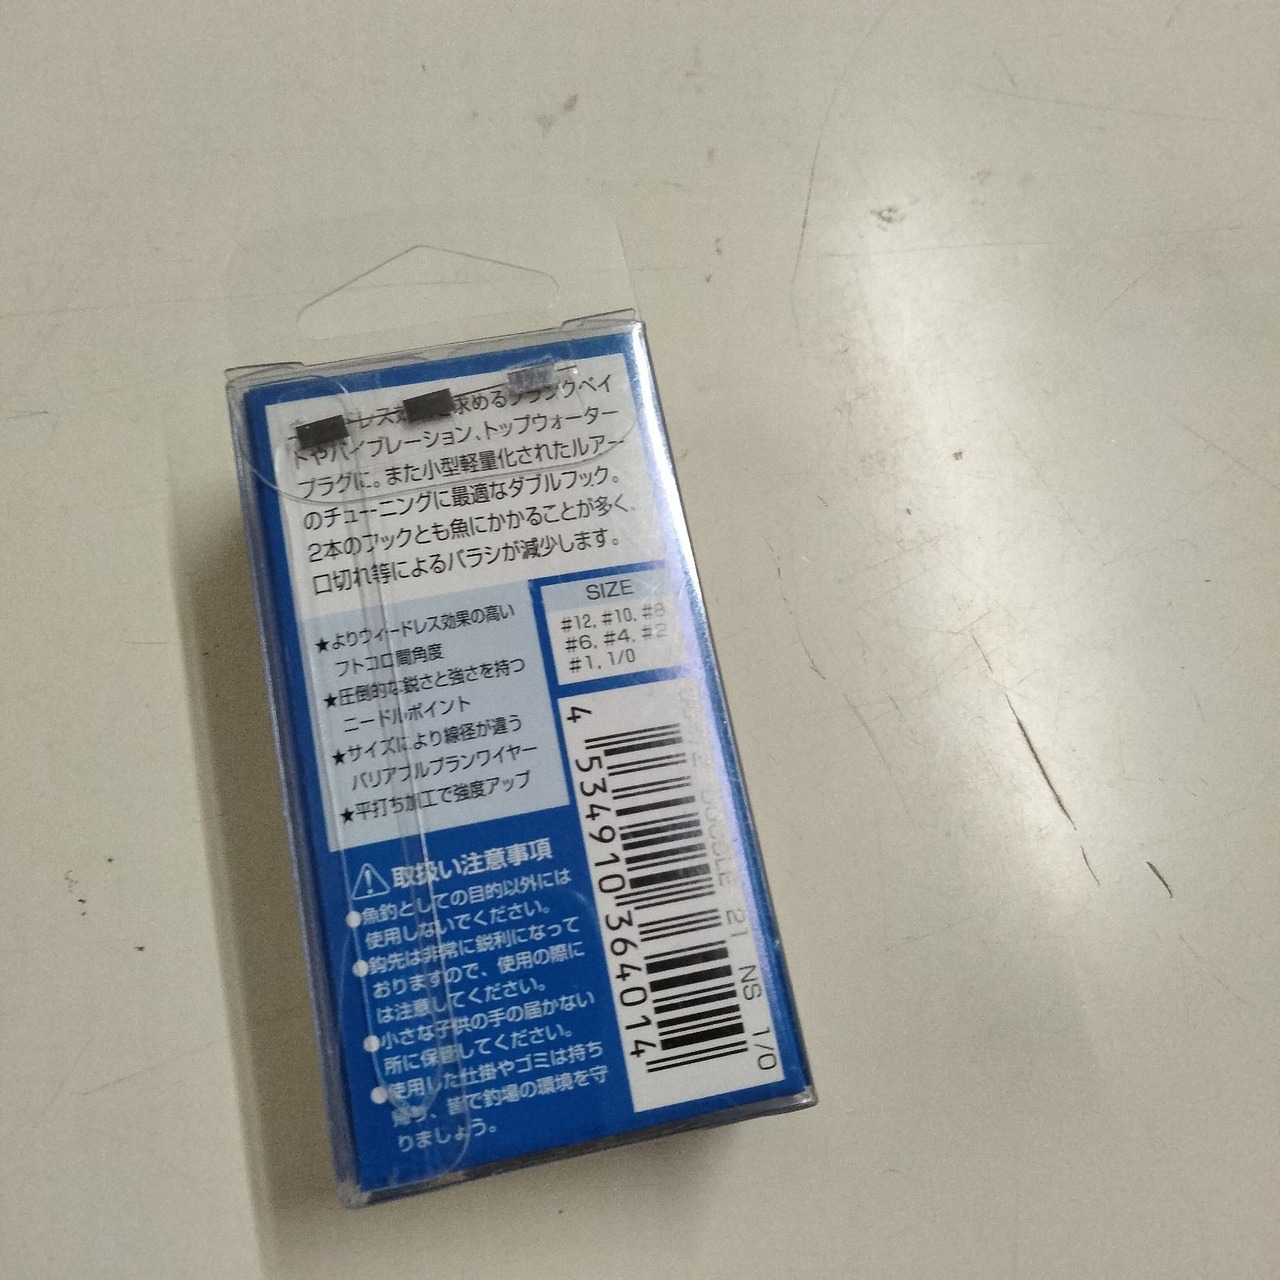 ドレス
求めるクランクベイ
トやバイブレーション、トップウォーター
プラグに。また小型軽量化されたルアー
のチューニングに最適なダブルフック。
2本のフックとも魚にかかることが多く、
口切れ等によるバラシが減少します。
★よりウィードレス効果の高い
フトコロ間角度
★圧倒的な鋭さと強さを持つ
ニードルポイント
★サイズにより線径が違う
バリアブルブランワイヤー
★平打ち加工で強度アップ
SIZE
#12, #10, #8
#6, #4, #2
#1, 1/0
DOUBLE 21 NS 1/0
4 534910 364014
⚠取扱い注意事項
●魚釣としての目的以外には
使用しないでください。
●鈎先は非常に鋭利になって
おりますので、使用の際に
は注意してください。
●小さな子供の手の届かない
所に保管してください。
●使用した仕掛やゴミは持ち
帰り、皆で釣場の環境を守
りましょう。